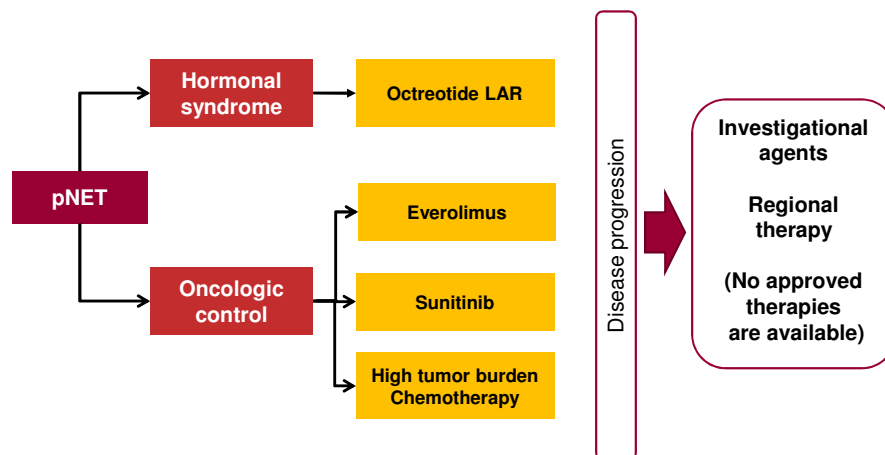 pNET
Hormonal
syndrome
Octreotide LAR
Oncologic
control
Everolimus
Sunitinib
High tumor burden
Chemotherapy
Disease progression
Investigational
agents
Regional
therapy
(No approved
therapies
are available)